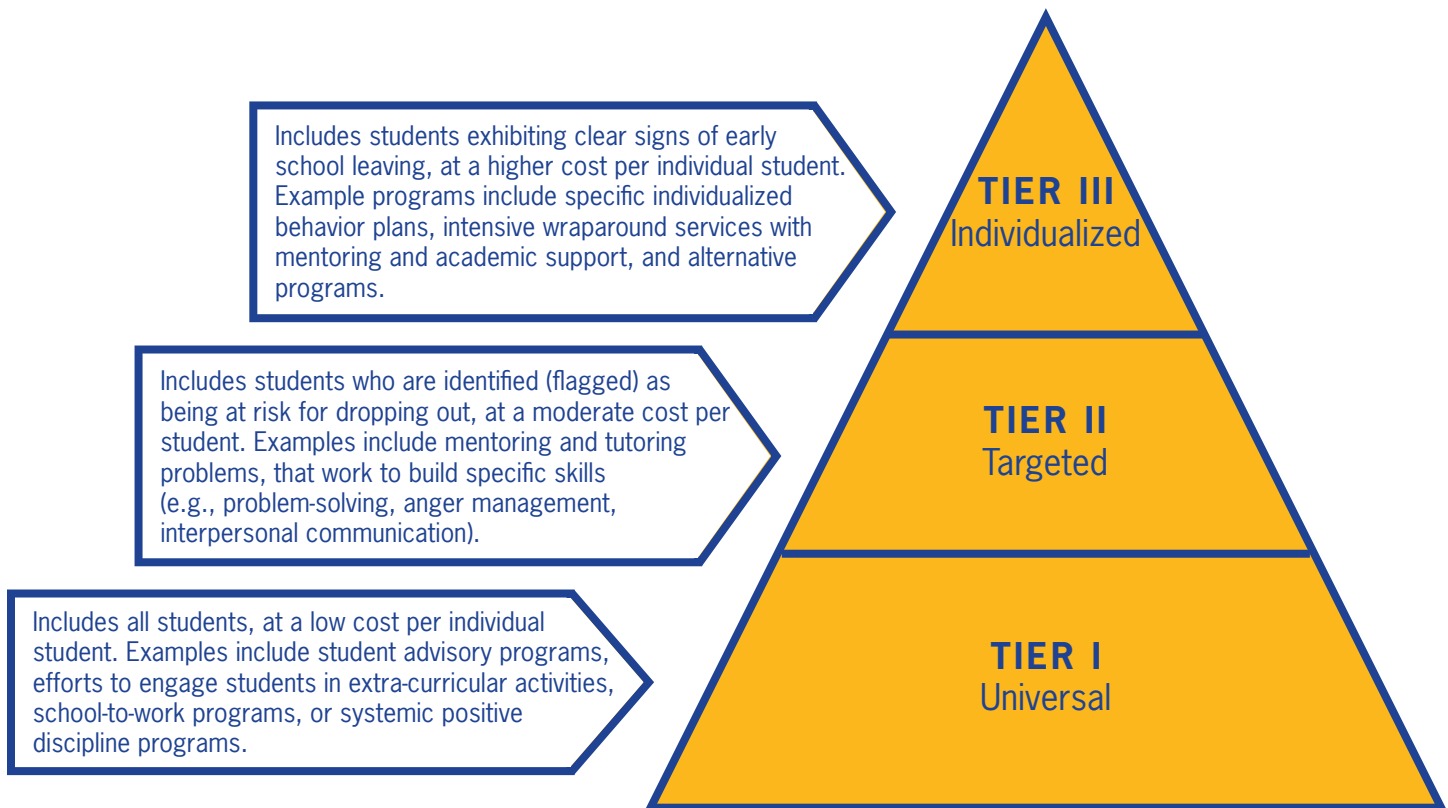 Includes students exhibiting clear signs of early
school leaving, at a higher cost per individual student.
Example programs include specific individualized
behavior plans, intensive wraparound services with
mentoring and academic support, and alternative
programs.
TIER III
Individualized
Includes students who are identified (flagged) as
being at risk for dropping out, at a moderate cost per
student. Examples include mentoring and tutoring
problems, that work to build specific skills
(e.g., problem-solving, anger management,
interpersonal communication).
TIER II
Targeted
Includes all students, at a low cost per individual
student. Examples include student advisory programs,
efforts to engage students in extra-curricular activities,
school-to-work programs, or systemic positive
discipline programs.
TIER I
Universal